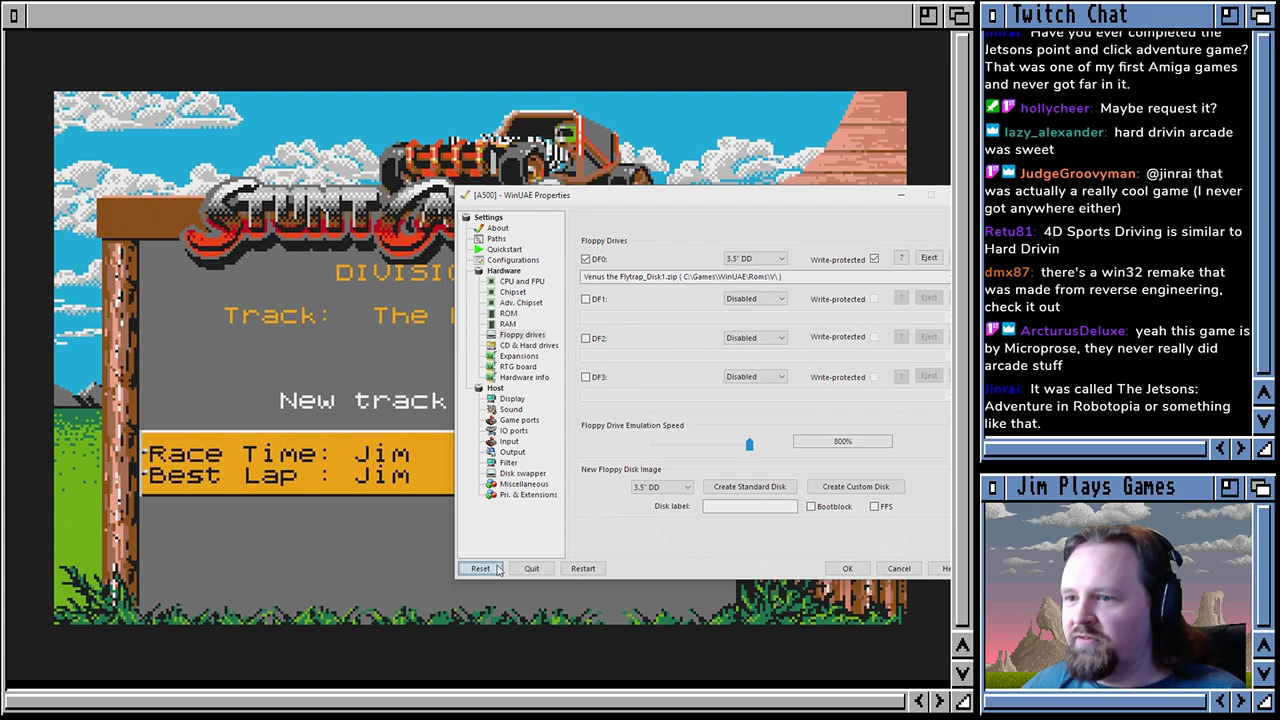 Twitch Chat
jinrai: Have you ever completed the
Jetsons point and click adventure game?
That was one of my first Amiga games
and never got far in it.
hollycheer: Maybe request it?
lazy_alexander: hard drivin arcade
was sweet
JudgeGroovyman: @jinrai that
was actually a really cool game (I never
got anywhere either)
Retu81: 4D Sports Driving is similar to
Hard Drivin
dmx87: there's a win32 remake that
was made from reverse engineering,
check it out
ArcturusDeluxe: yeah this game is
by Microprose, they never really did
arcade stuff
jinrai: It was called The Jetsons:
Adventure in Robotopia or something
like that.
Jim Plays Games
STUNT
DIVISIO
Track: The
New track
Race Time: Jim
Best Lap : Jim
[A500] - WinUAE Properties
Settings
About
Paths
Quickstart
Configurations
Hardware
CPU and FPU
Chipset
Adv. Chipset
ROM
RAM
Floppy drives
CD & Hard drives
Expansions
RTG board
Hardware info
Host
Display
Sound
Game ports
IO ports
Input
Output
Filter
Disk swapper
Miscellaneous
Pri. & Extensions
Floppy Drives
DF0: 3.5" DD Write-protected ? Eject
Venus the Flytrap_Disk1.zip { C:\Games\WinUAE\Roms\V\ }
DF1: Disabled Write-protected ? Eject
DF2: Disabled Write-protected ? Eject
DF3: Disabled Write-protected ? Eject
Floppy Drive Emulation Speed
800%
New Floppy Disk Image
3.5" DD Create Standard Disk Create Custom Disk
Disk label: Bootblock FFS
Reset Quit Restart OK Cancel He